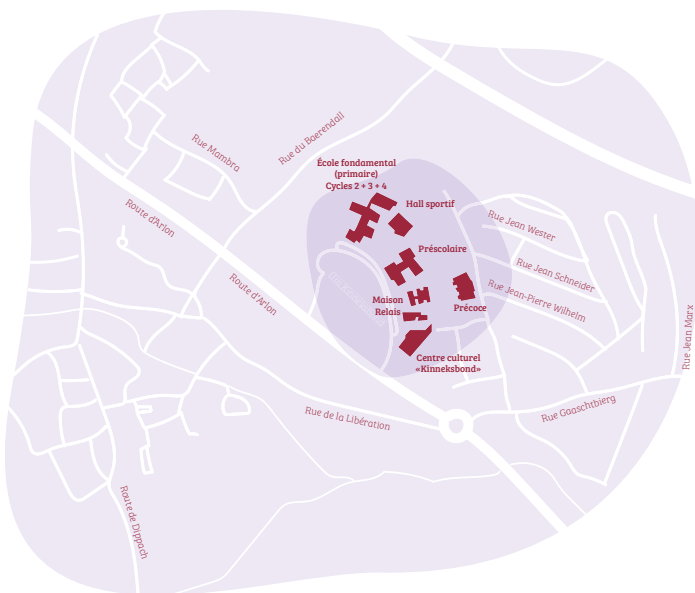 Rue Mambra
Rue du Baerendall
École fondamental
(primaire)
Cycles 2 + 3 + 4
Hall sportif
Route d'Arlon
Rue Jean Wester
Préscolaire
Rue Jean Schneider
Route d'Arlon
Rue Jean-Pierre Wilhelm
Maison
Relais
Précoce
Rue Jean Marx
Centre culturel
«Kinneksbond»
Rue de la Libération
Rue Gaaschtbierg
Route de Dippach